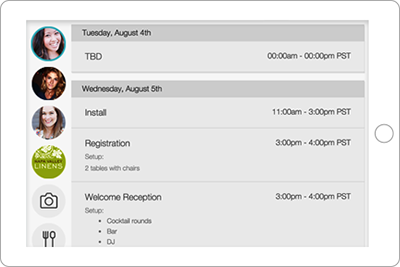 Tuesday, August 4th
TBD 00:00am - 00:00pm PST
Wednesday, August 5th
Install 11:00am - 3:00pm PST
Registration 3:00pm - 4:00pm PST
Setup:
2 tables with chairs
Welcome Reception 3:00pm - 4:00pm PST
Setup:
• Cocktail rounds
• Bar
• DJ
NAPA VALLEY
LINENS